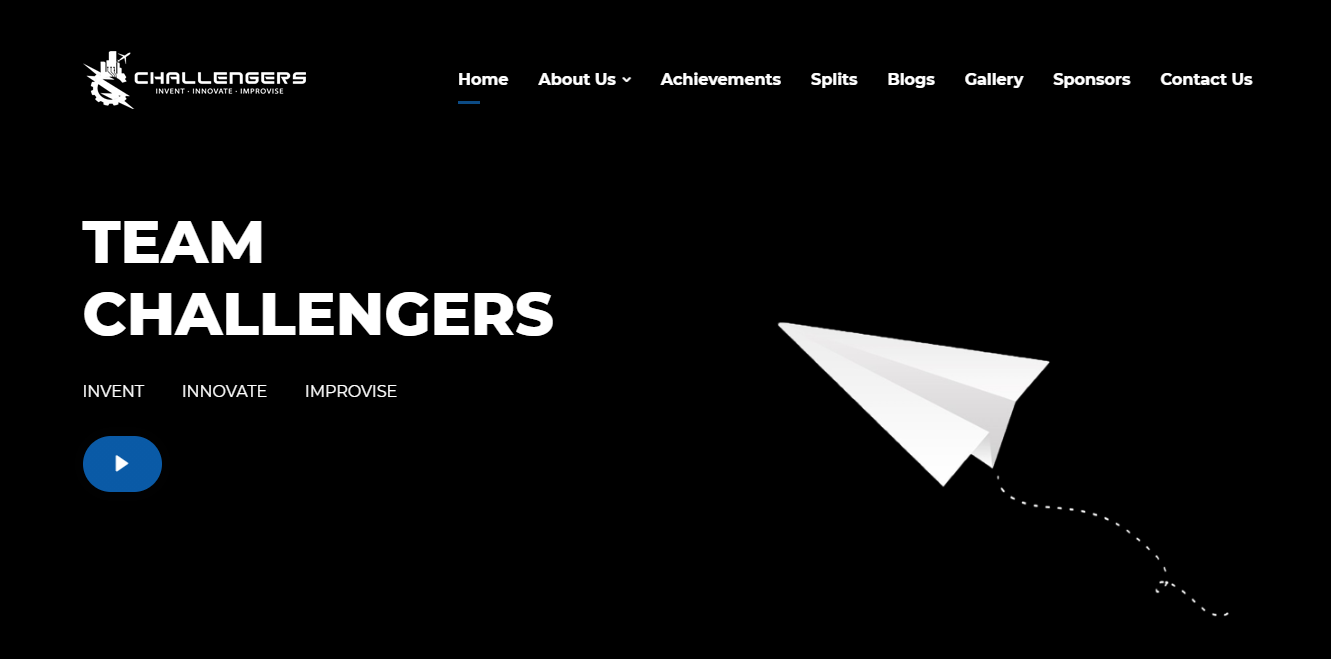 CHALLENGERS
INVENT · INNOVATE · IMPROVISE
Home About Us Achievements Splits Blogs Gallery Sponsors Contact Us
TEAM
CHALLENGERS
INVENT INNOVATE IMPROVISE